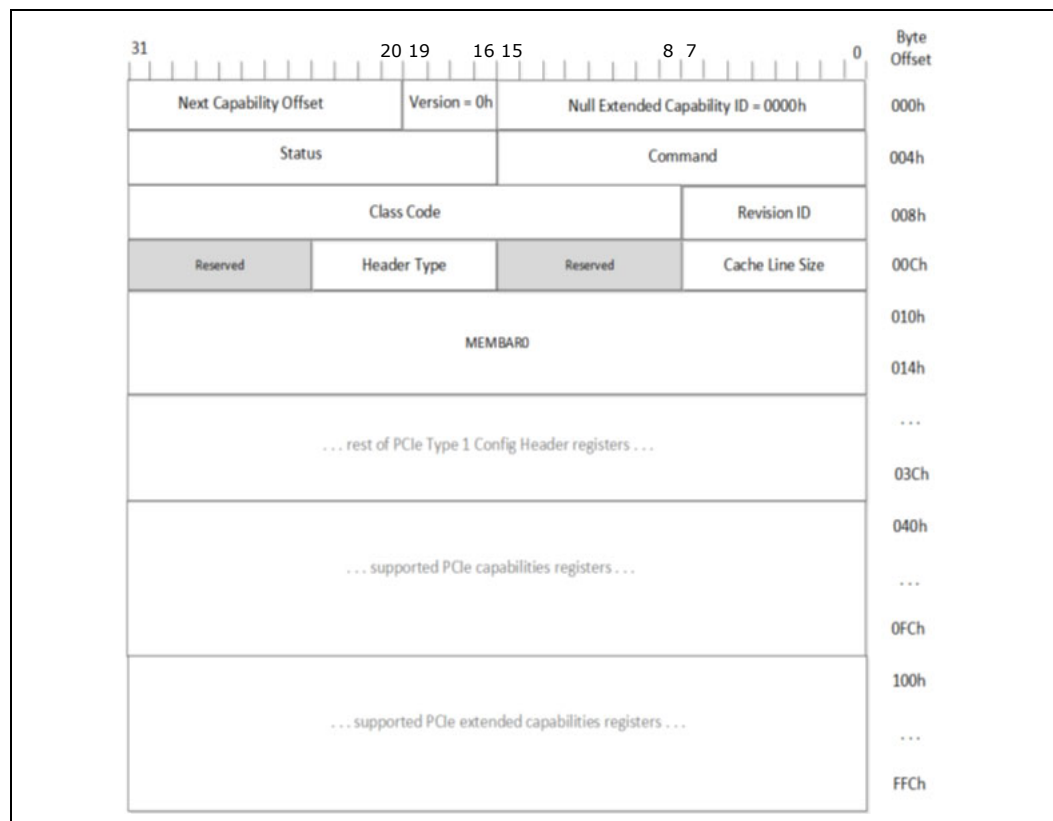 31 20 19 16 15 8 7 0 Byte Offset
Next Capability Offset Version = 0h Null Extended Capability ID = 0000h 000h
Status Command 004h
Class Code Revision ID 008h
Reserved Header Type Reserved Cache Line Size 00Ch
010h
MEMBAR0
014h
...
... rest of PCIe Type 1 Config Header registers ...
03Ch
040h
... supported PCIe capabilities registers ...
...
0FCh
100h
... supported PCIe extended capabilities registers ...
...
FFCh